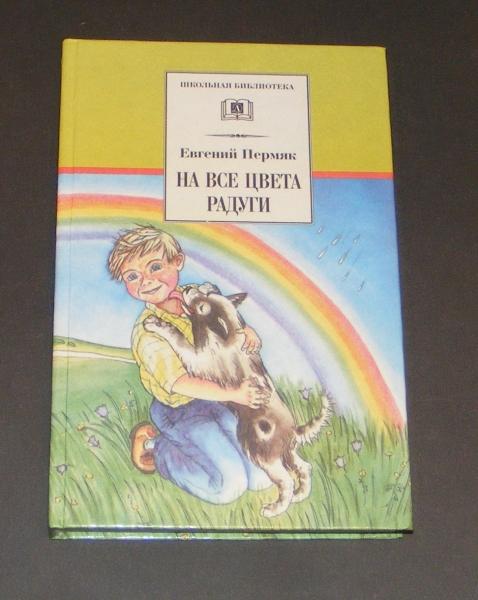 ШКОЛЬНАЯ БИБЛИОТЕКА
Евгений Пермяк
НА ВСЕ ЦВЕТА
РАДУГИ